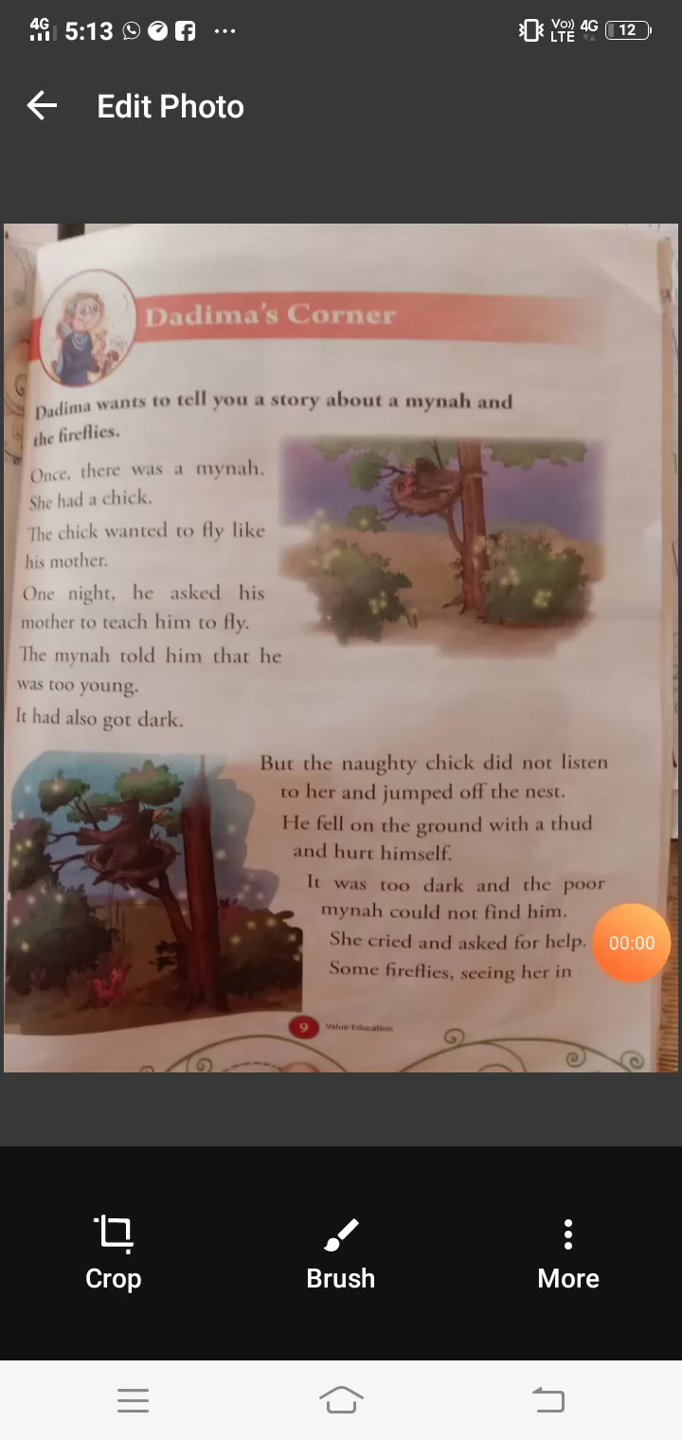 4G 5:13 ...
Vo)) LTE 4G 12
Edit Photo
Dadima's Corner
Dadima wants to tell you a story about a mynah and
the fireflies.
Once, there was a mynah.
She had a chick.
The chick wanted to fly like
his mother.
One night, he asked his
mother to teach him to fly.
The mynah told him that he
was too young.
It had also got dark.
But the naughty chick did not listen
to her and jumped off the nest.
He fell on the ground with a thud
and hurt himself.
It was too dark and the poor
mynah could not find him.
She cried and asked for help.
00:00
Some fireflies, seeing her in
9 Value Education
Crop
Brush
More